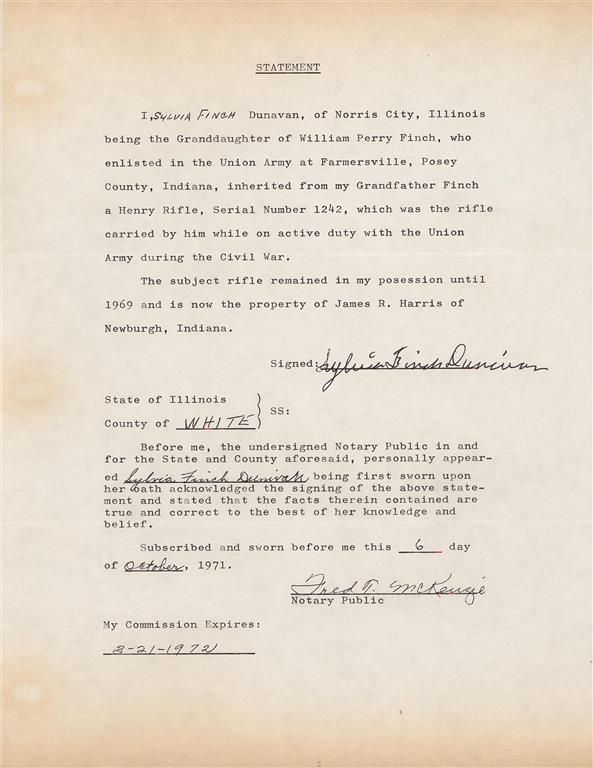 STATEMENT
I, SYLVIA FINCH Dunavan, of Norris City, Illinois
being the Granddaughter of William Perry Finch, who
enlisted in the Union Army at Farmersville, Posey
County, Indiana, inherited from my Grandfather Finch
a Henry Rifle, Serial Number 1242, which was the rifle
carried by him while on active duty with the Union
Army during the Civil War.
The subject rifle remained in my posession until
1969 and is now the property of James R. Harris of
Newburgh, Indiana.
Signed: Sylvia Finch Dunivan
State of Illinois )
SS:
County of WHITE )
Before me, the undersigned Notary Public in and
for the State and County aforesaid, personally appear-
ed Sylvia Finch Dunivan being first sworn upon
her oath acknowledged the signing of the above state-
ment and stated that the facts therein contained are
true and correct to the best of her knowledge and
belief.
Subscribed and sworn before me this 6 day
of October, 1971.
Fred T. McKenzie
Notary Public
My Commission Expires:
3-21-1972